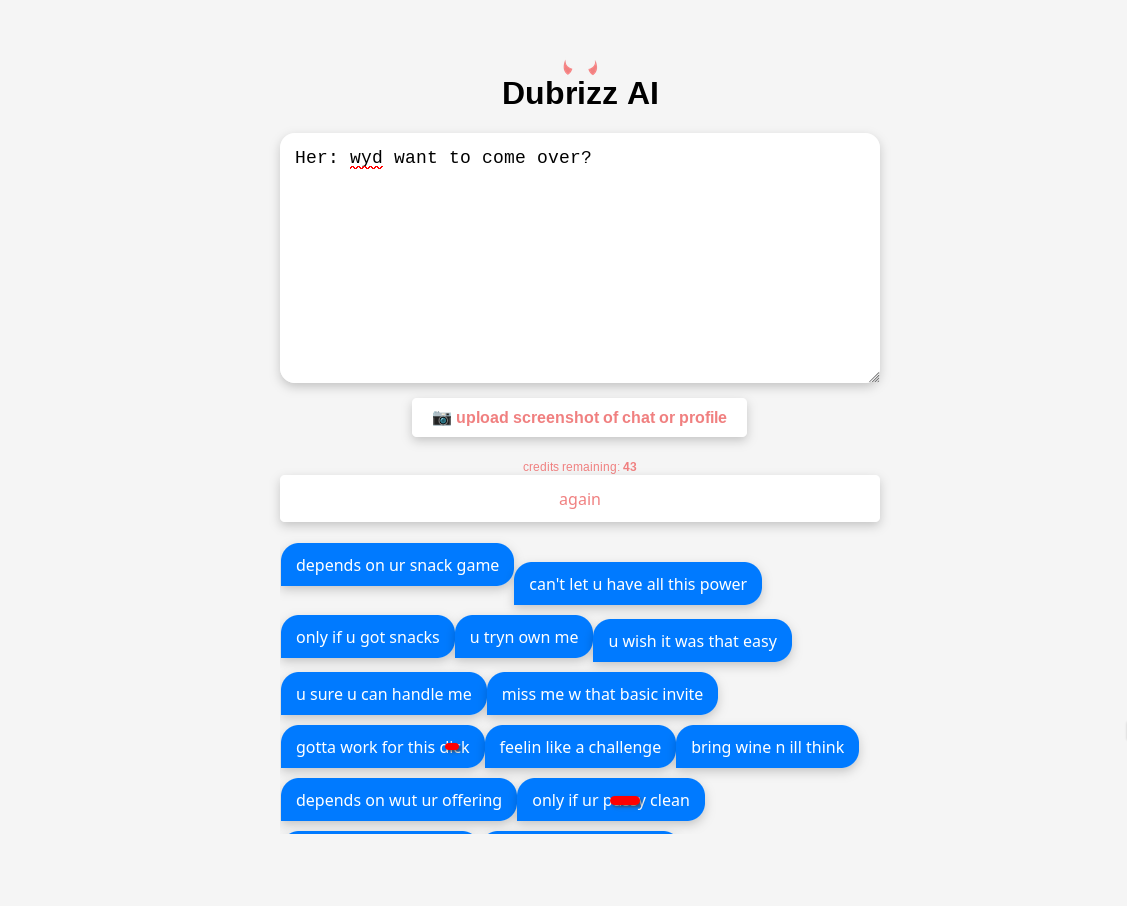 Dubrizz AI
Her: wyd want to come over?
📷 upload screenshot of chat or profile
credits remaining: 43
again
depends on ur snack game
can't let u have all this power
only if u got snacks
u tryn own me
u wish it was that easy
u sure u can handle me
miss me w that basic invite
gotta work for this
feelin like a challenge
bring wine n ill think
depends on wut ur offering
only if ur clean